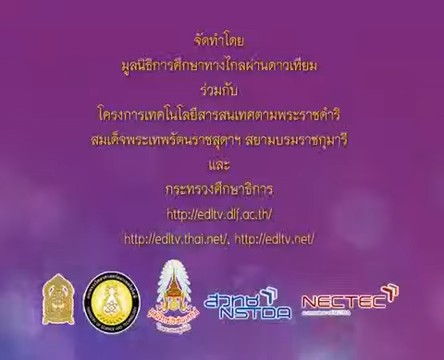 จัดทำโดย
มูลนิธิการศึกษาทางไกลผ่านดาวเทียม
ร่วมกับ
โครงการเทคโนโลยีสารสนเทศตามพระราชดำริ
สมเด็จพระเทพรัตนราชสุดาฯ สยามบรมราชกุมารี
และ
กระทรวงศึกษาธิการ
http://edltv.dlf.ac.th/
http://edltv.thai.net/, http://edltv.net/
สวทช NECTEC
NSTDA